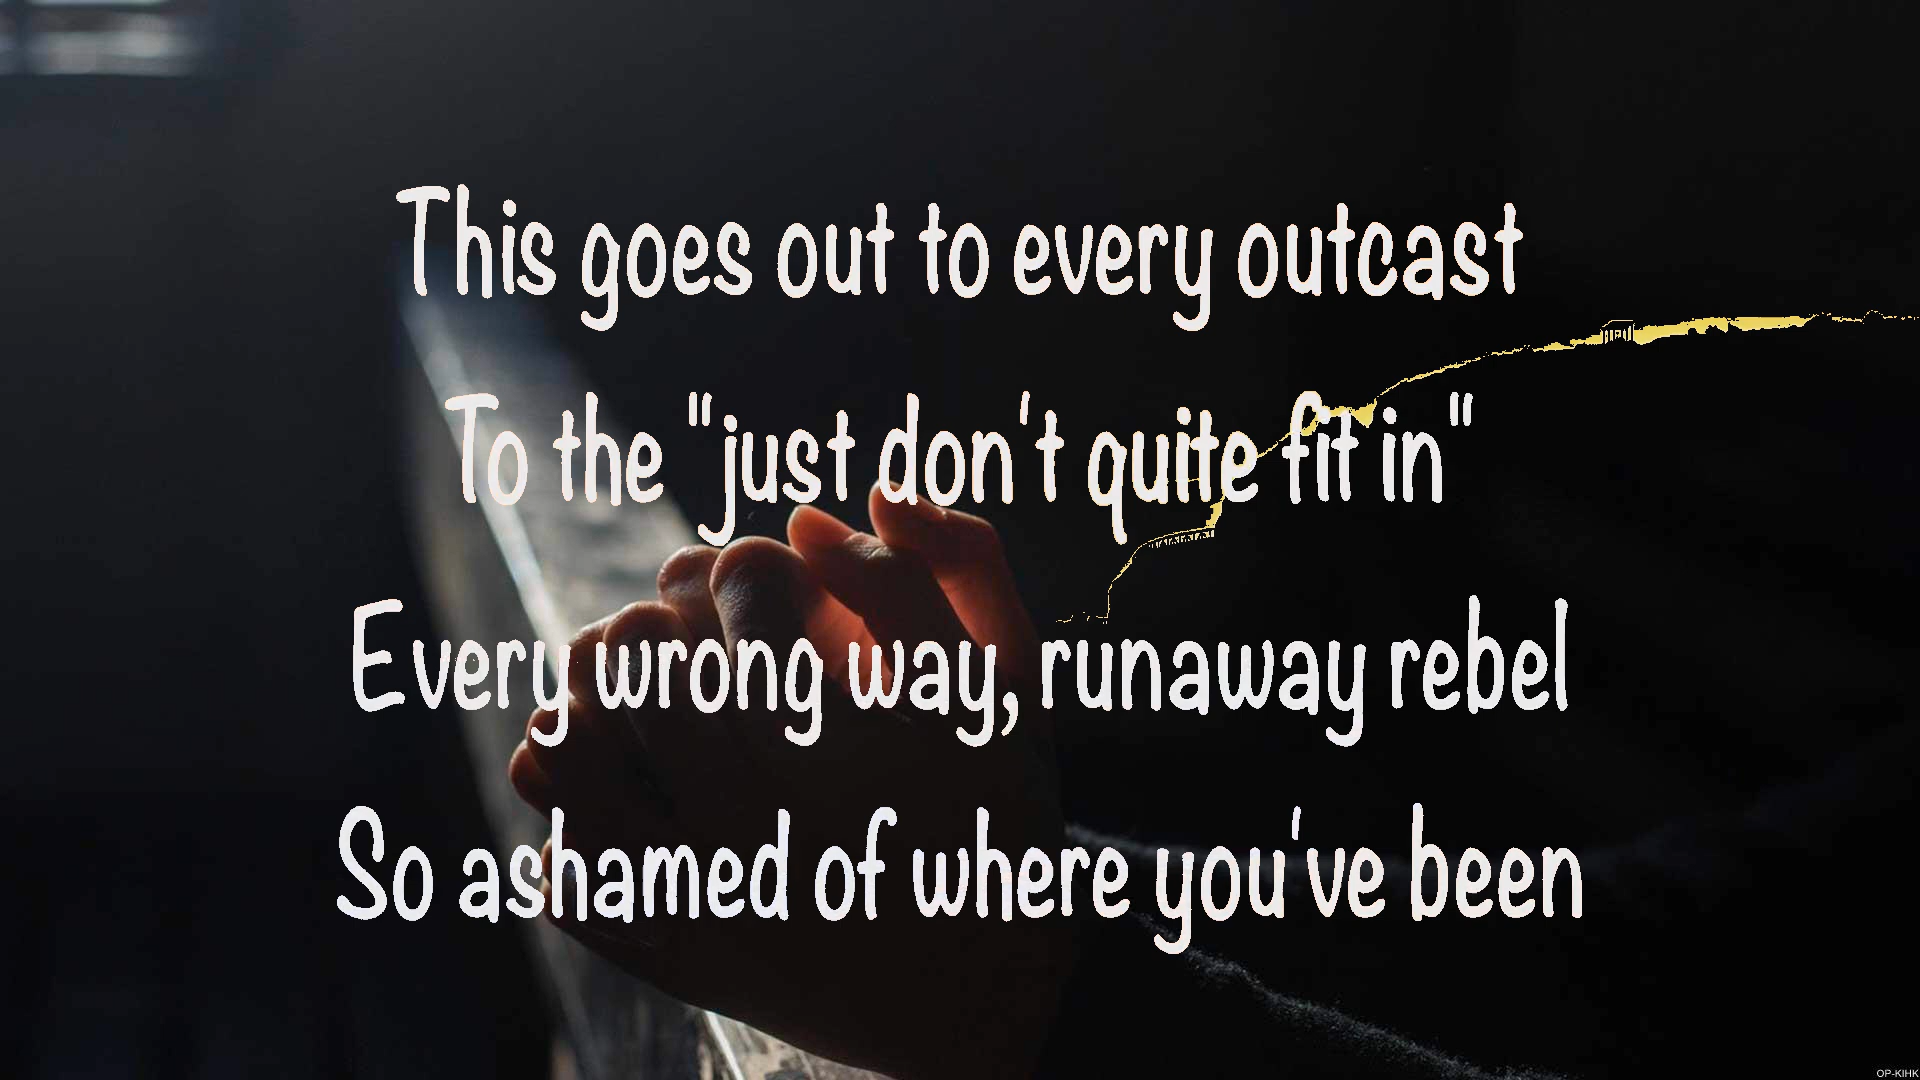 This goes out to every outcast
To the "just don't quite fit in"
Every wrong way, runaway rebel
So ashamed of where you've been
OP-KIHK